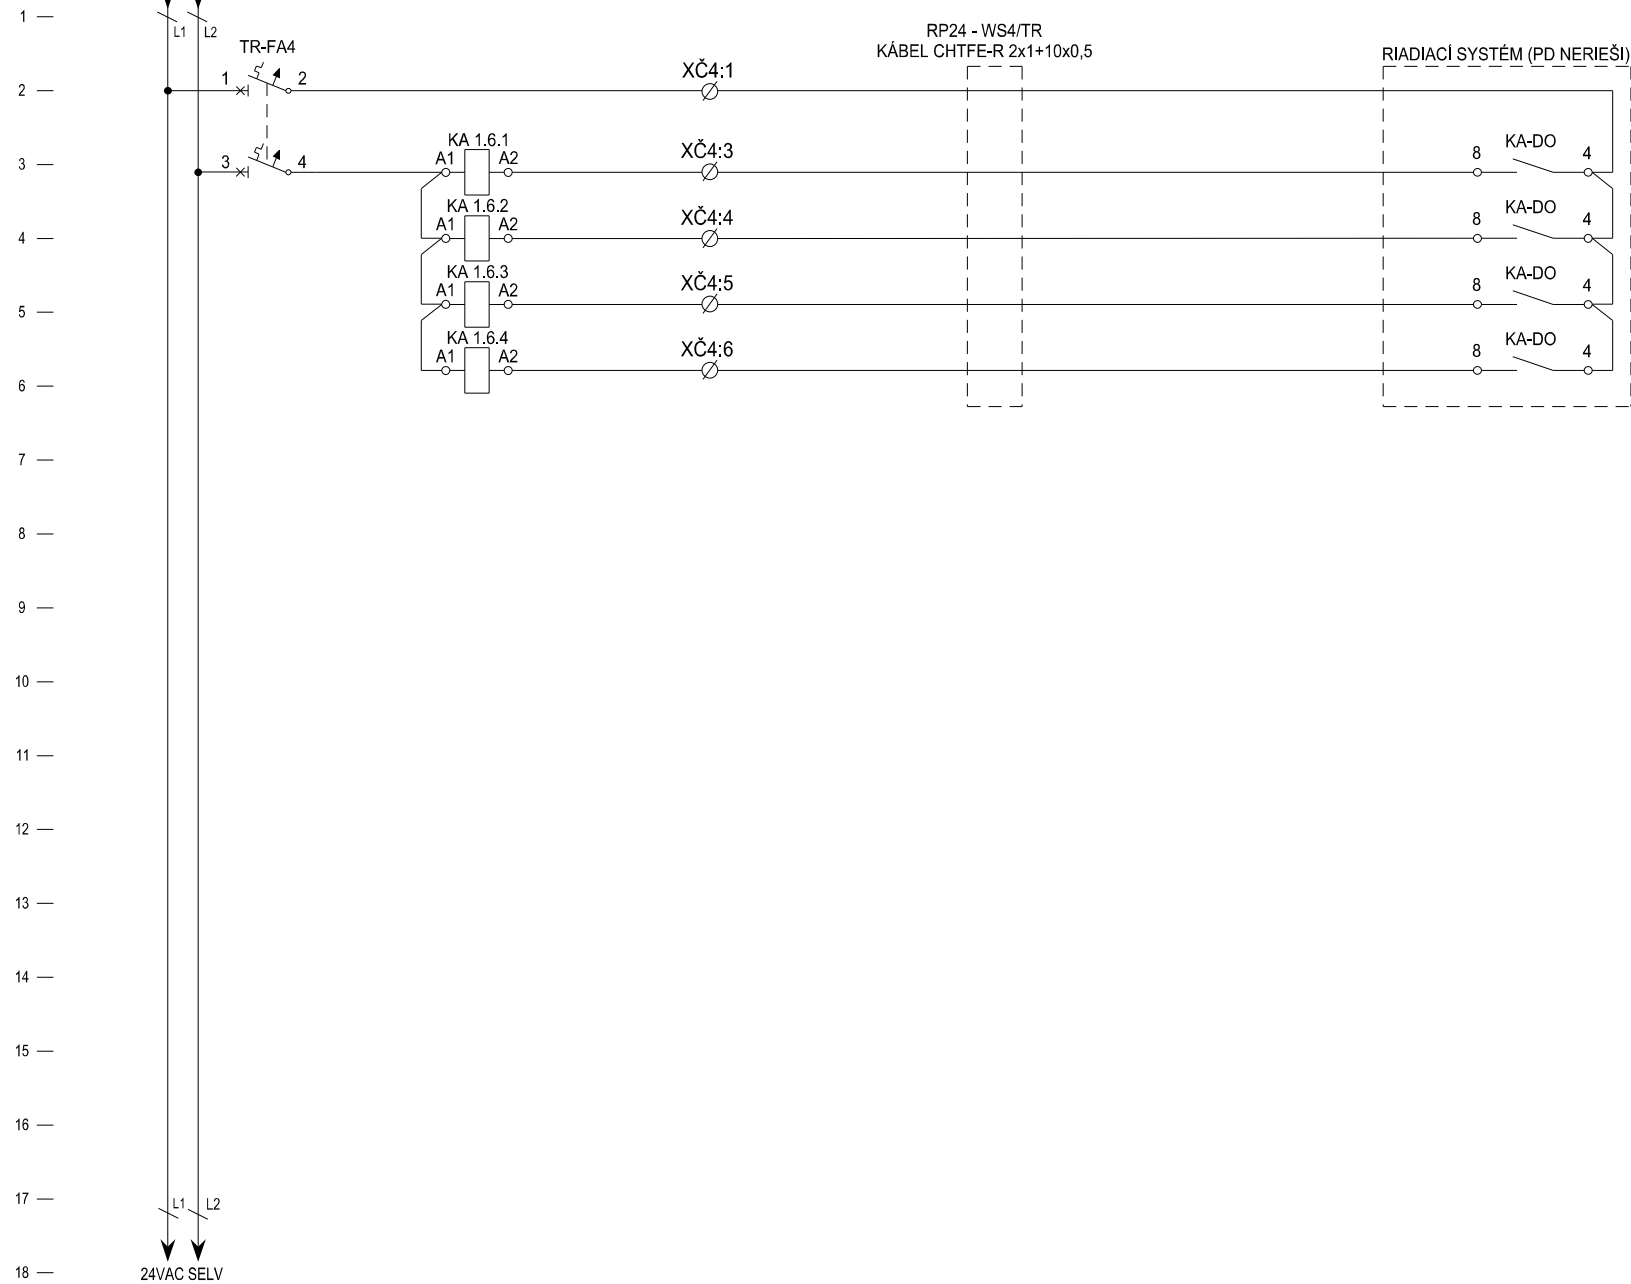 1
L1 L2
TR-FA4
RP24 - WS4/TR
KÁBEL CHTFE-R 2x1+10x0,5
RIADIACÍ SYSTÉM (PD NERIEŠI)
2
1 2
XČ4:1
3
3 4
KA 1.6.1
A1 A2
XČ4:3
8 KA-DO 4
4
KA 1.6.2
A1 A2
XČ4:4
8 KA-DO 4
5
KA 1.6.3
A1 A2
XČ4:5
8 KA-DO 4
6
KA 1.6.4
A1 A2
XČ4:6
8 KA-DO 4
7
8
9
10
11
12
13
14
15
16
17
L1 L2
18
24VAC SELV